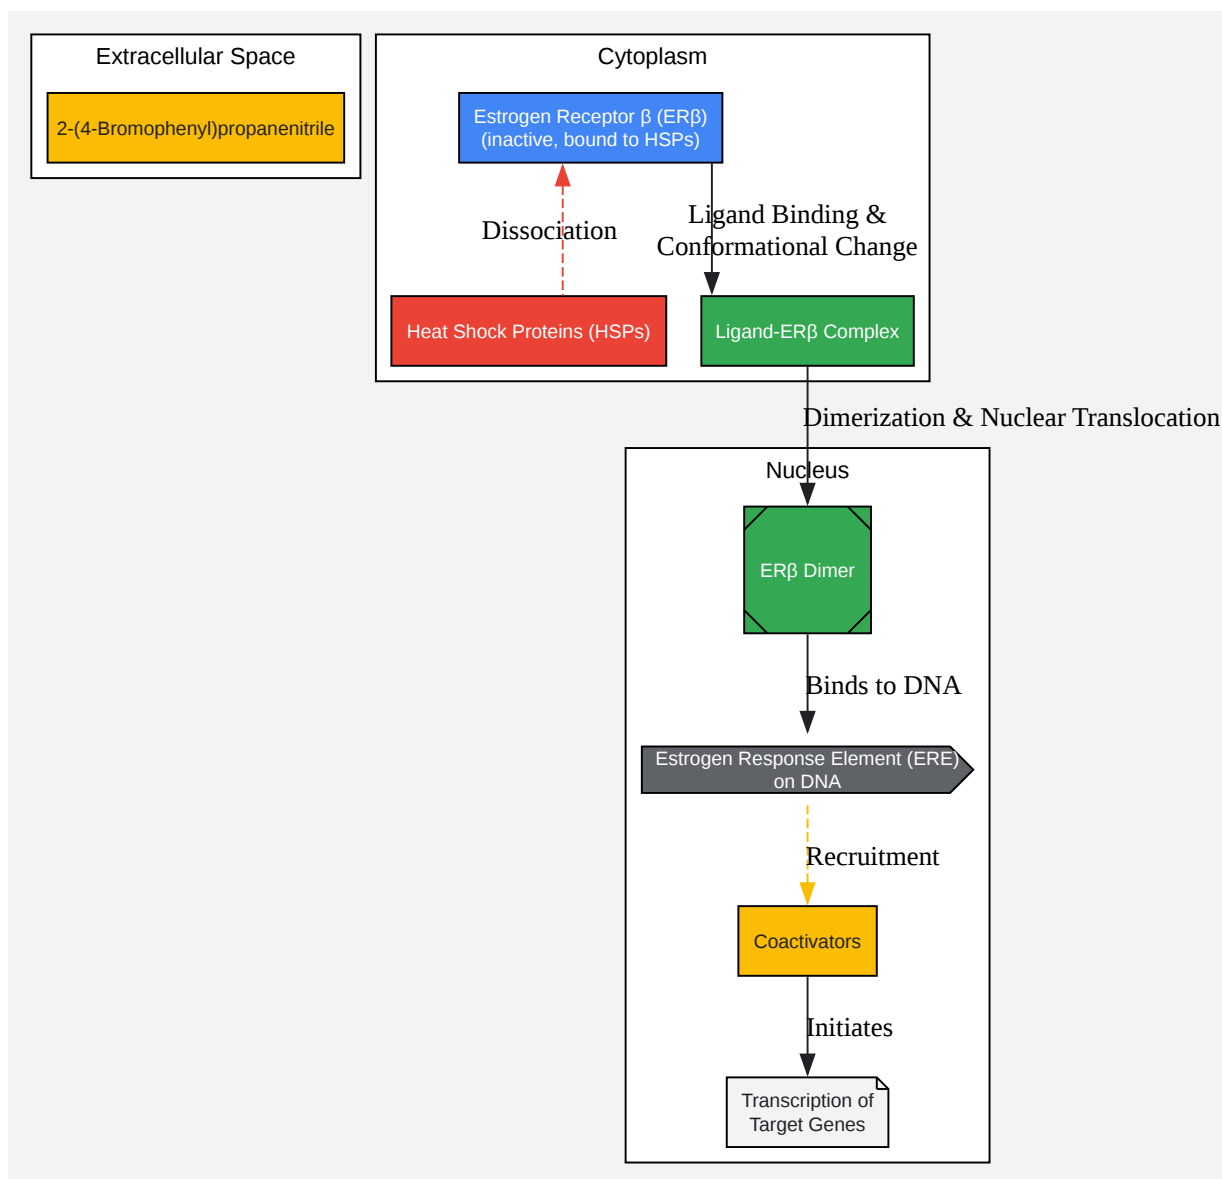 Extracellular Space
2-(4-Bromophenyl)propanenitrile
Cytoplasm
Estrogen Receptor β (ERβ)
(inactive, bound to HSPs)
Dissociation
Ligand Binding &
Conformational Change
Heat Shock Proteins (HSPs)
Ligand-ERβ Complex
Dimerization & Nuclear Translocation
Nucleus
ERβ Dimer
Binds to DNA
Estrogen Response Element (ERE)
on DNA
Recruitment
Coactivators
Initiates
Transcription of
Target Genes